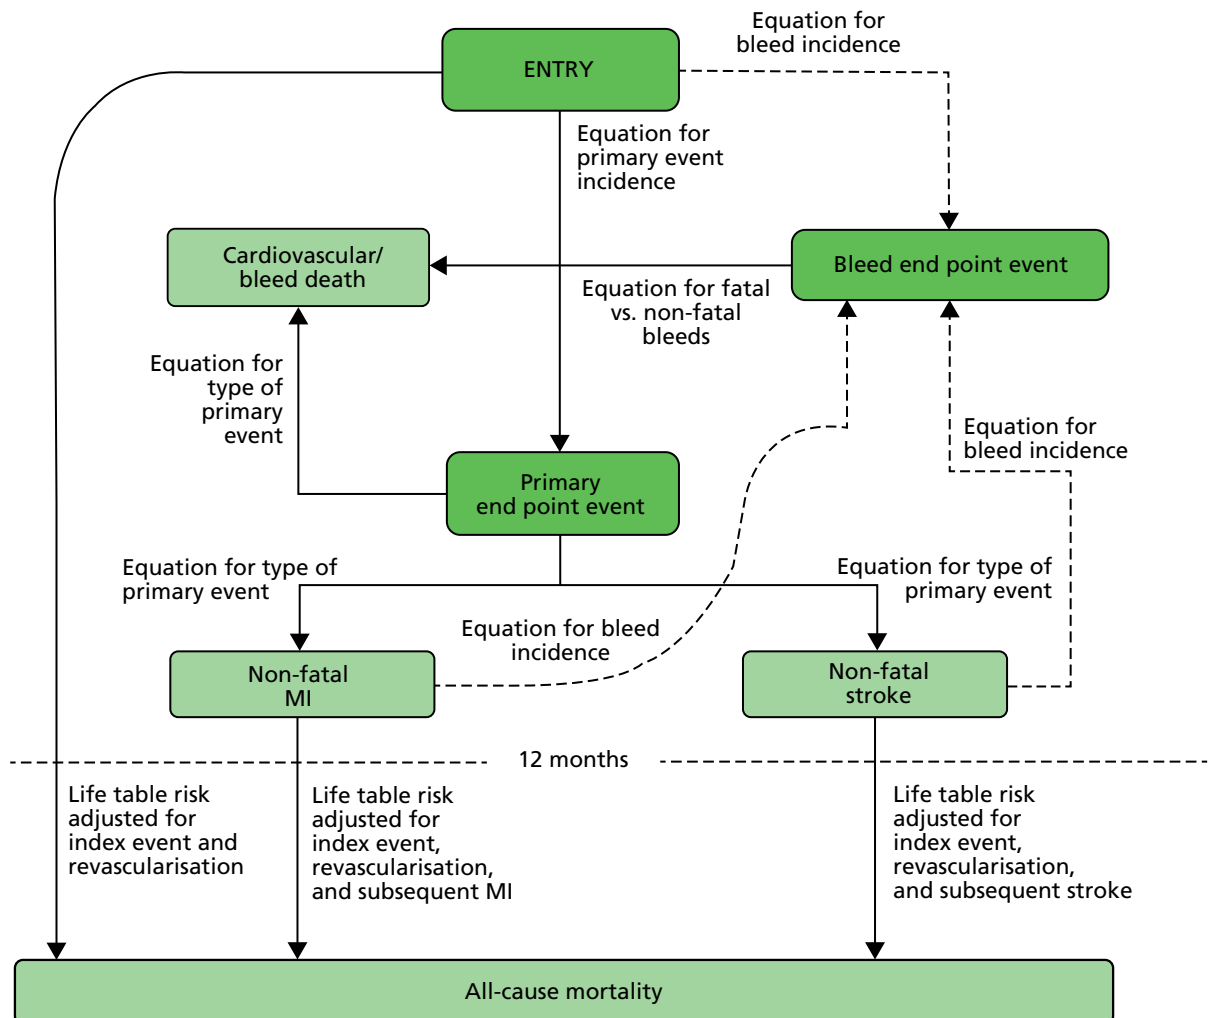 Equation for
bleed incidence
ENTRY
Equation for
primary event
incidence
Cardiovascular/
bleed death
Bleed end point event
Equation for fatal
vs. non-fatal
bleeds
Equation for
type of
primary
event
Equation for
bleed incidence
Primary
end point event
Equation for type of
primary event
Equation for type of
primary event
Equation for bleed
incidence
Non-fatal
MI
Non-fatal
stroke
12 months
Life table risk
adjusted for
index event and
revascularisation
Life table risk
adjusted for
index event,
revascularisation,
and subsequent MI
Life table risk
adjusted for
index event,
revascularisation,
and subsequent stroke
All-cause mortality